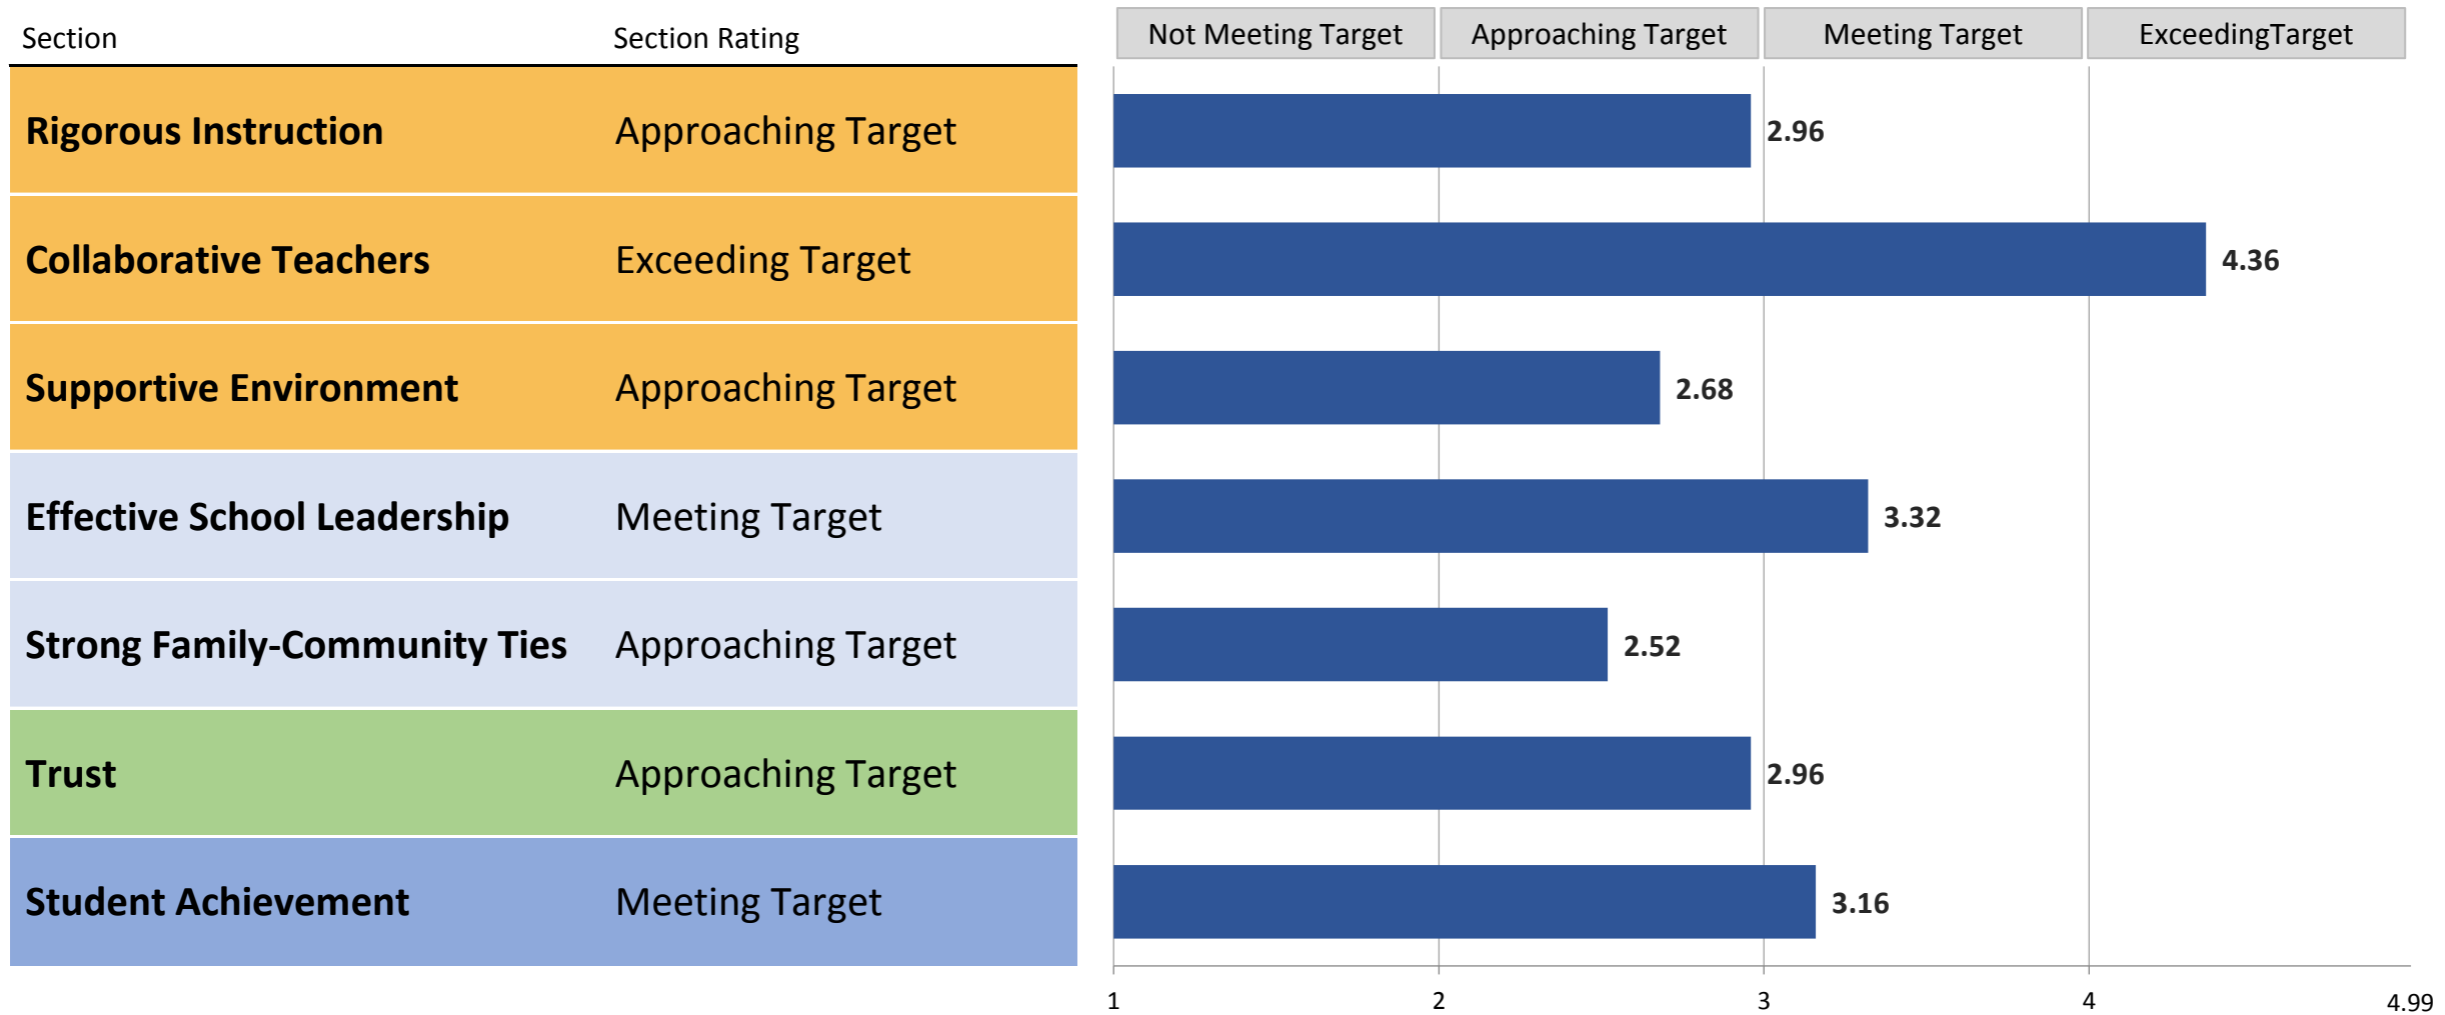 Section Section Rating Not Meeting Target Approaching Target Meeting Target ExceedingTarget
Rigorous Instruction Approaching Target 2.96
Collaborative Teachers Exceeding Target 4.36
Supportive Environment Approaching Target 2.68
Effective School Leadership Meeting Target 3.32
Strong Family-Community Ties Approaching Target 2.52
Trust Approaching Target 2.96
Student Achievement Meeting Target 3.16
1 2 3 4 4.99